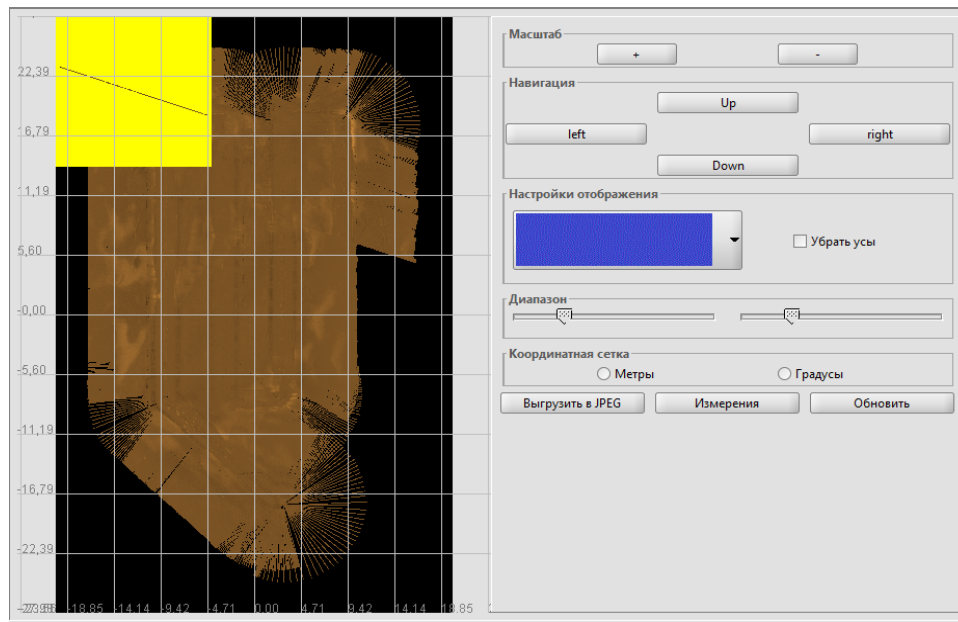 22,39
16,79
11,19
5,60
-0,00
-5,60
-11,19
-16,79
-22,39
-18,85 -14,14 -9,42 -4,71 0,00 4,71 9,42 14,14 18,85
Масштаб
+ -
Навигация
Up
left right
Down
Настройки отображения
Убрать усы
Диапазон
Координатная сетка
Метры Градусы
Выгрузить в JPEG Измерения Обновить